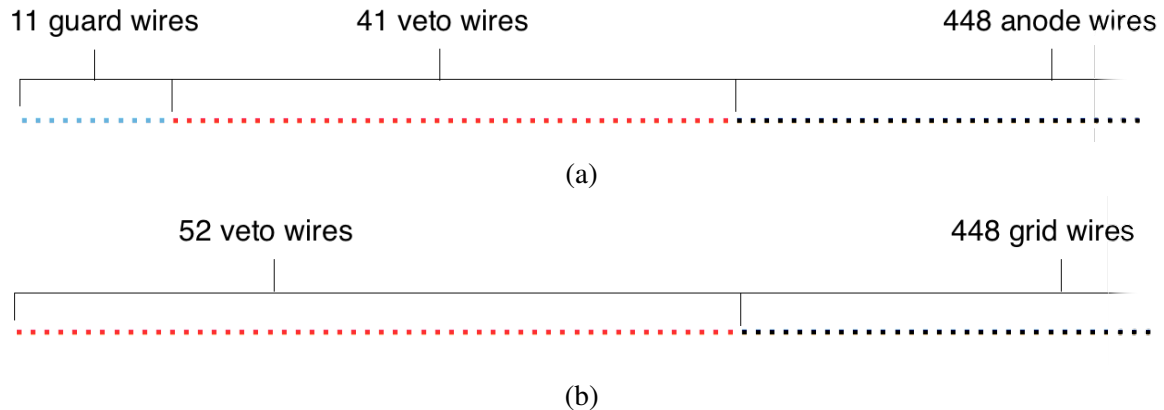 11 guard wires 41 veto wires 448 anode wires
(a)
52 veto wires 448 grid wires
(b)